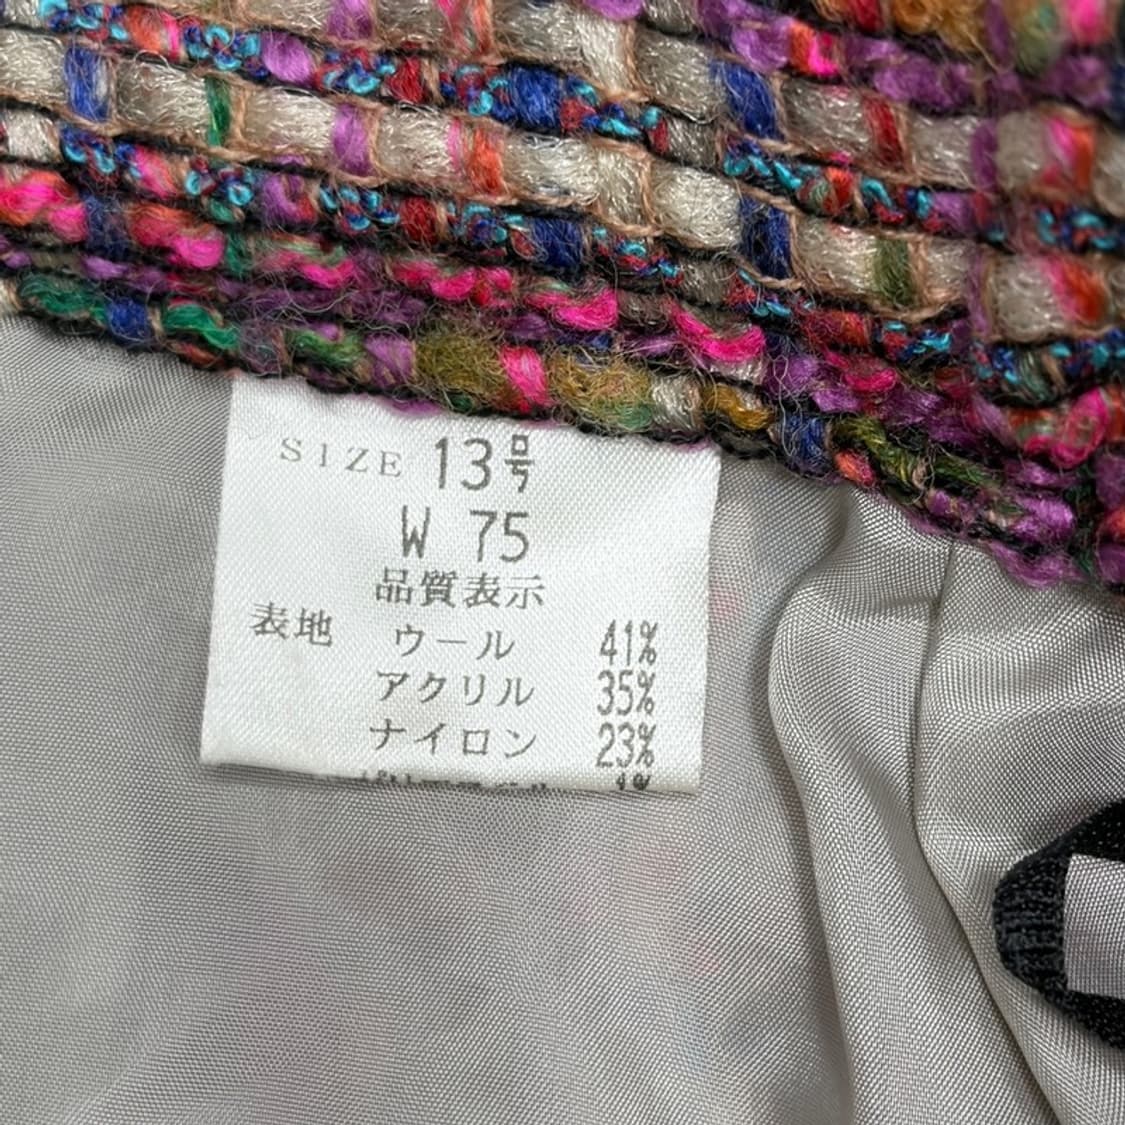 SIZE 13号
W 75
品質表示
表地 ウール 41%
アクリル 35%
ナイロン 23%